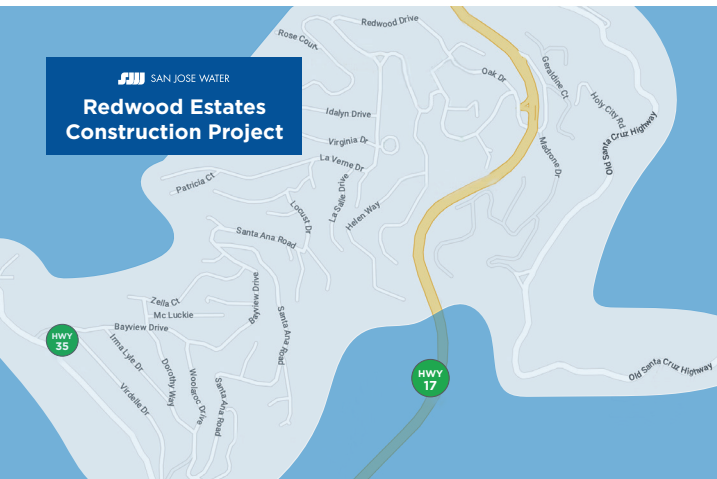 Redwood Drive
Rose Cour
SJW SAN JOSE WATER
Redwood Estates
Construction Project
Oak Dr
Geraldine Ct
Holy City Rd
Idalyn Drive
Virginia Dr
La Verne Dr
Madrone Dr
Old Santa Cruz Highway
Patricia Ct
La Salle Drive
Locust Dr
Helen Way
Santa Ana Road
Bayview Drive
Zella Ct
Mc Luckie
Bayview Drive
Santa Ana Road
HWY
35
Irma Lyle Dr
Dorothy Way
Woolaroc Drive
Santa Ana Road
Virdelle Dr
HWY
17
Old Santa Cruz Highway